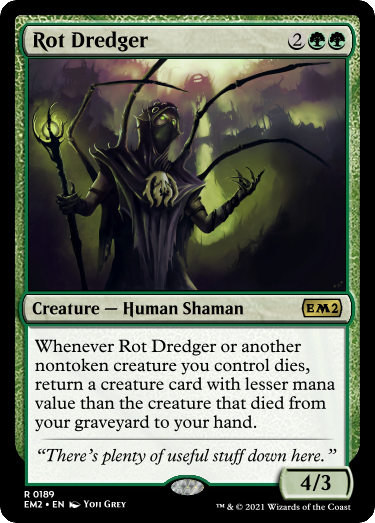 Rot Dredger 2
Creature — Human Shaman EM2
Whenever Rot Dredger or another
nontoken creature you control dies,
return a creature card with lesser mana
value than the creature that died from
your graveyard to your hand.
“There’s plenty of useful stuff down here.”
4/3
R 0189
EM2 • EN Yoii Grey
™ & © 2021 Wizards of the Coast